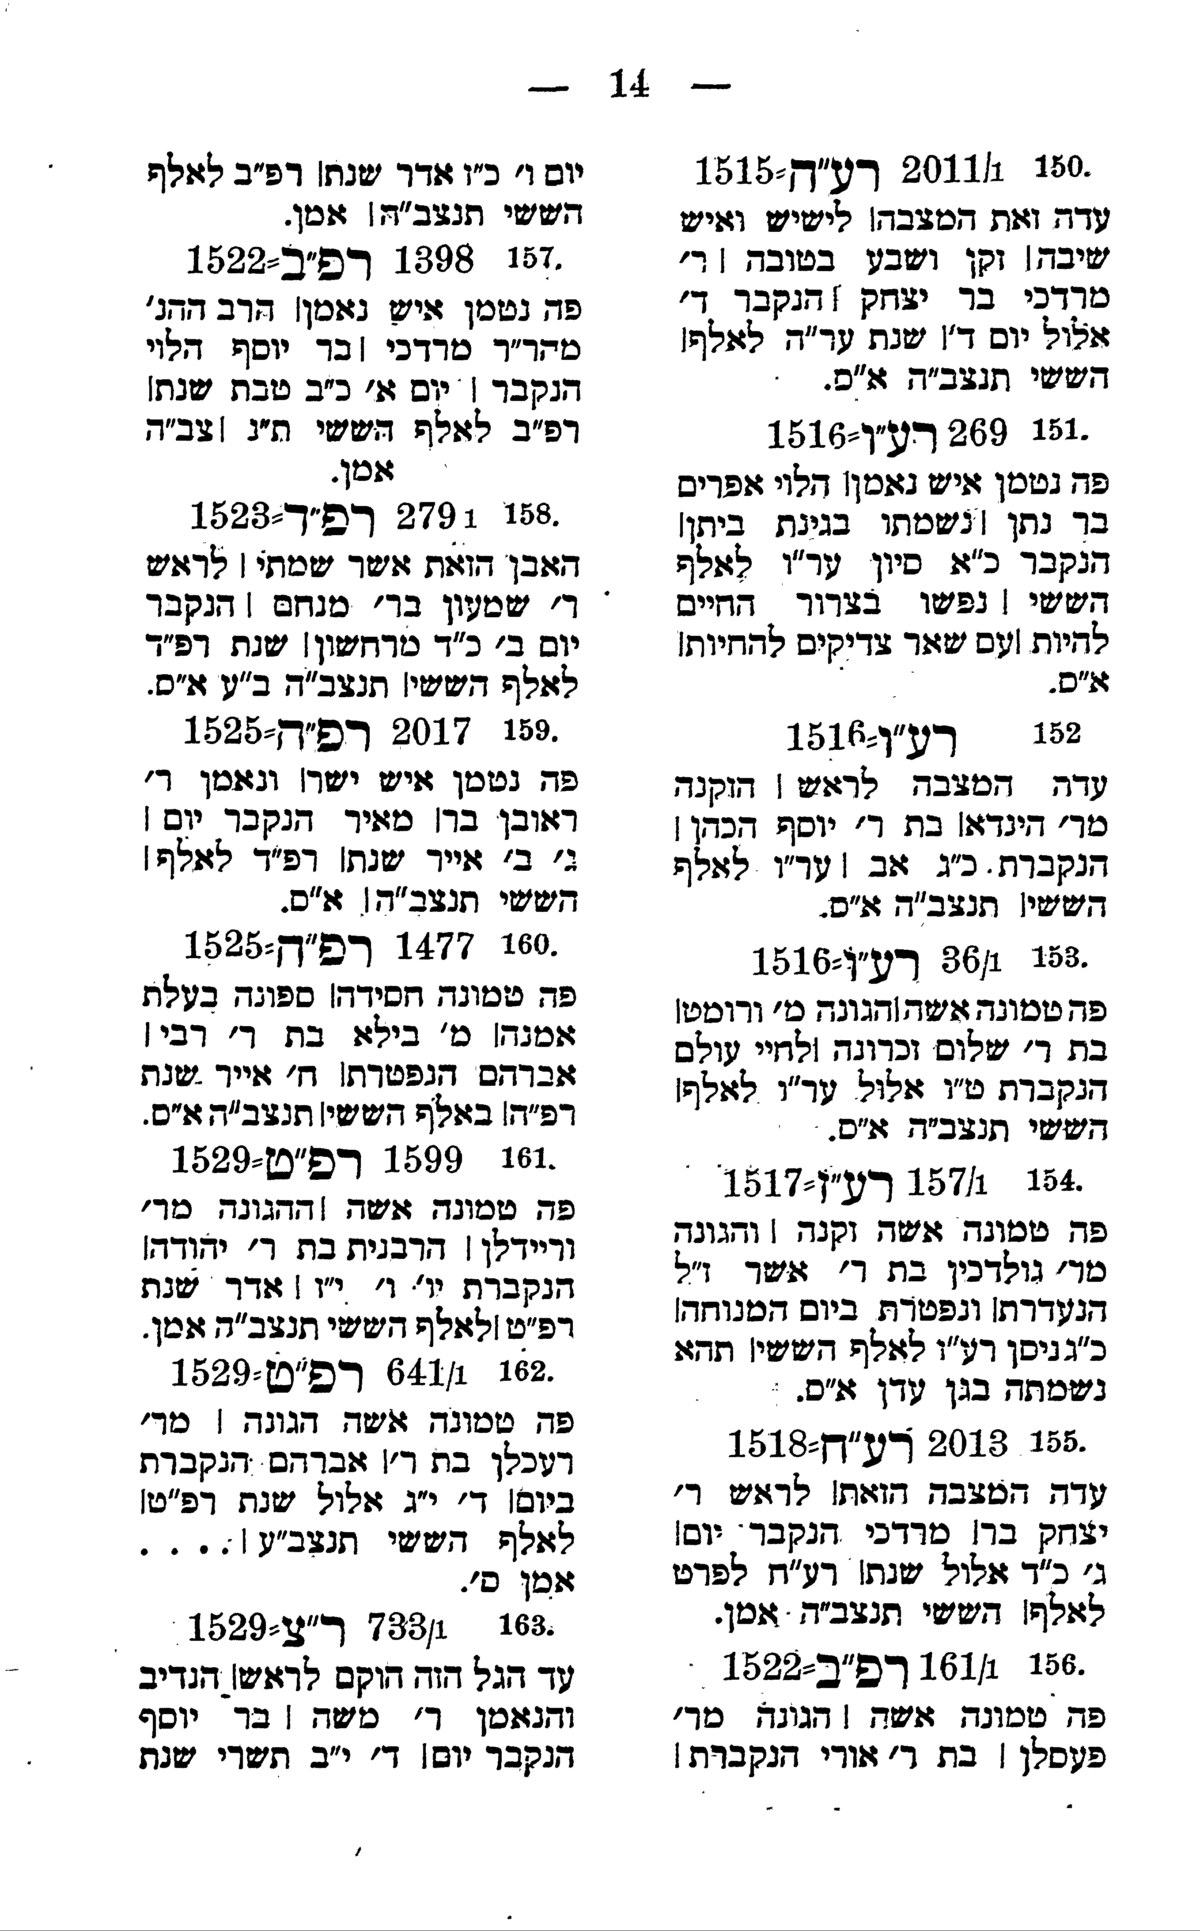 — 14 —
150. 2011/1 רע״ה=1515
עדה זאת המצבה| לישיש ואיש
שיבה| זקן ושבע בטובה | ר׳
מרדכי בר יצחק | הנקבר ד׳
אלול יום ד׳| שנת ער״ה לאלף|
הששי תנצב״ה א״ס.
151. 269 רע״ו=1516
פה נטמן איש נאמן| הלוי אפרים
בר נתן | נשמתו בגינת ביתן|
הנקבר כ״א סיון ער״ו לאלף
הששי | נפשו בצרור החיים
להיות |עם שאר צדיקים להחיות|
א״ס.
152 רע״ו=1516
עדה המצבה לראש | הזקנה
מר׳ הינדא| בת ר׳ יוסף הכהן |
הנקברת כ״ג אב | ער״ו לאלף
הששי| תנצב״ה א״ס.
153. 36/1 רע״ו=1516
פה טמונה אשה|הגונה מ׳ ורומט|
בת ר׳ שלום זכרונה |לחיי עולם
הנקברת ט״ו אלול ער״ו לאלף|
הששי תנצב״ה א״ס.
154. 157/1 רע״ז=1517
פה טמונה אשה זקנה | והגונה
מר׳ גולדכין בת ר׳ אשר ז״ל
הנעדרת| ונפטרת ביום המנוחה|
כ״ג ניסן רע״ז לאלף הששי| תהא
נשמתה בגן עדן א״ס.
155. 2013 רע״ח=1518
עדה המצבה הזאת| לראש ר׳
יצחק בר| מרדכי הנקבר יום|
ג׳ כ״ד אלול שנת| רע״ח לפרט
לאלף| הששי תנצב״ה אמן.
156. 161/1 רפ״ב=1522
פה טמונה אשה | הגונה מר׳
פעסלן | בת ר׳ אורי הנקברת |
יום ו׳ כ״ז אדר שנת| רפ״ב לאלף
הששי תנצב״ה| אמן.
157. 1398 רפ״ב=1522
פה נטמן איש נאמן| הרב ההנ׳
מהר״ר מרדכי |בר יוסף הלוי
הנקבר | יום א׳ כ״ב טבת שנת|
רפ״ב לאלף הששי ת״נ |צב״ה
אמן.
158. 279 1 רפ״ד=1523
האבן הזאת אשר שמתי | לראש
ר׳ שמעון בר׳ מנחם | הנקבר
יום ב׳ כ״ד מרחשון| שנת רפ״ד
לאלף הששי| תנצב״ה ב״ע א״ס.
159. 2017 רפ״ה=1525
פה נטמן איש ישר| ונאמן ר׳
ראובן בר| מאיר הנקבר יום |
ג׳ ב׳ אייר שנת| רפ״ד לאלף|
הששי תנצב״ה| א״ס.
160. 1477 רפ״ה=1525
פה טמונה חסידה| ספונה בעלת
אמנה| מ׳ בילא בת ר׳ רבי |
אברהם הנפטרת| ח׳ אייר שנת
רפ״ה| באלף הששי|תנצב״ה א״ס.
161. 1599 רפ״ט=1529
פה טמונה אשה |ההגונה מר׳
וריידלן | הרבנית בת ר׳ יהודה|
הנקברת יו׳ ו׳ י״ז | אדר שנת
רפ״ט|לאלף הששי תנצב״ה אמן.
162. 641/1 רפ״ט=1529
פה טמונה אשה הגונה | מר׳
רעכלן בת ר׳| אברהם הנקברת
ביום| ד׳ י״ג אלול שנת רפ״ט|
לאלף הששי תנצב״ע | . . . .
אמן ס׳.
163. 733/1 ר״צ=1529
עד הגל הזה הוקם לראש| הנדיב
והנאמן ר׳ משה | בר יוסף
הנקבר יום| ד׳ י״ב תשרי שנת